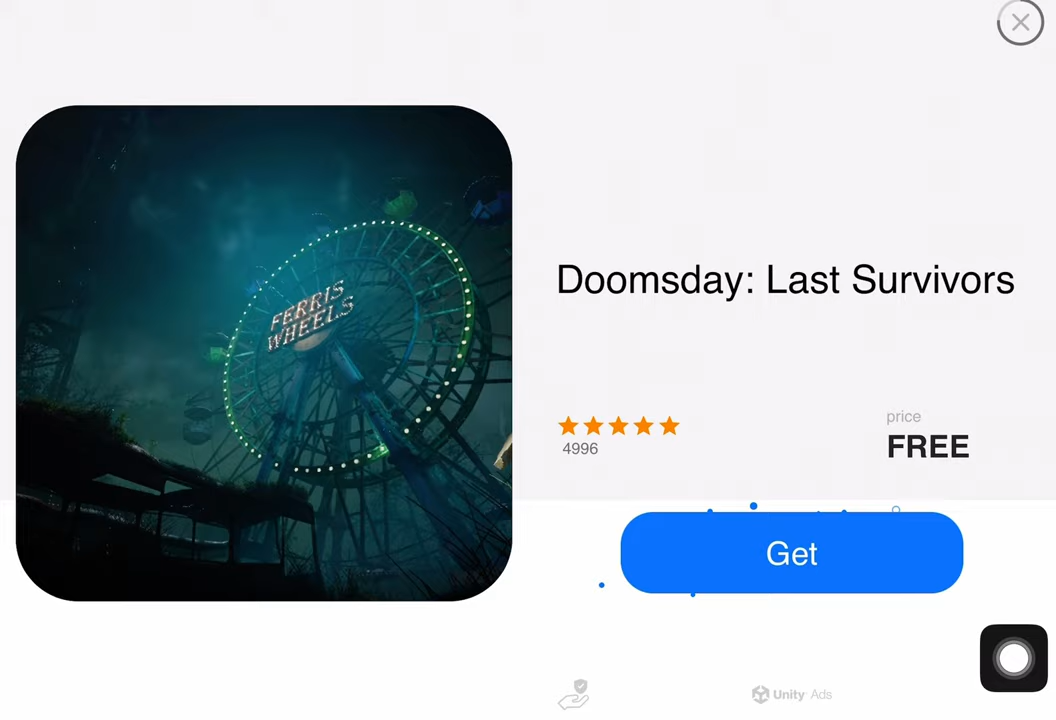 FERRIS
WHEELS
Doomsday: Last Survivors
4996
price
FREE
Get
Unity Ads